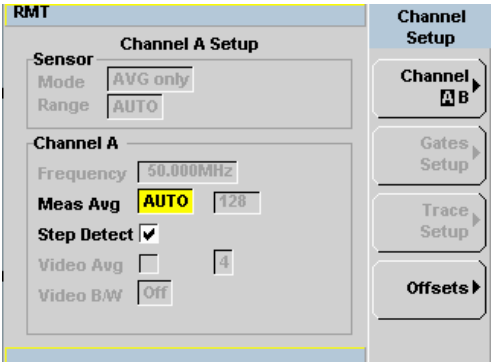 RMT
Channel A Setup
Sensor
Mode AVG only
Range AUTO
Channel A
Frequency 50.000MHz
Meas Avg AUTO 128
Step Detect
Video Avg 4
Video B/W Off
Channel
Setup
Channel
A B
Gates
Setup
Trace
Setup
Offsets